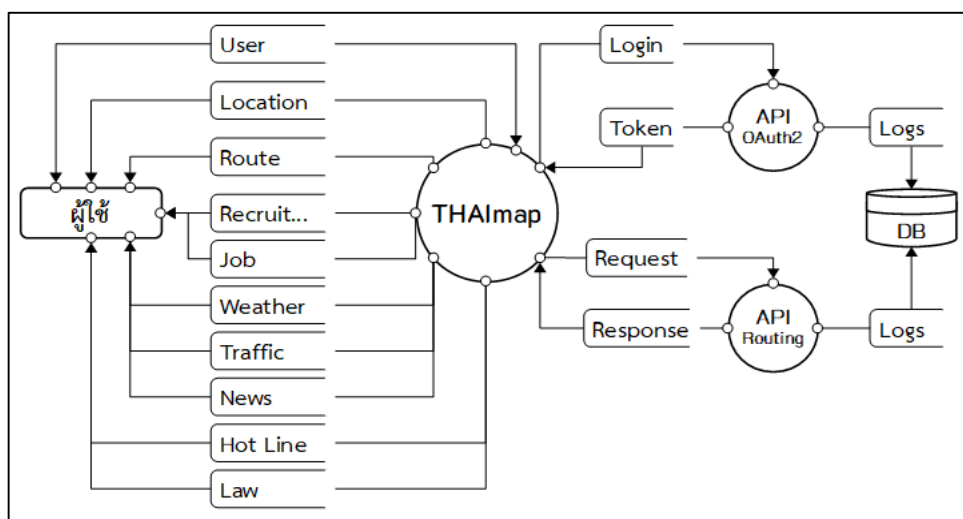 User
Location
Route
Recruit...
Job
Weather
Traffic
News
Hot Line
Law
ผู้ใช้
THAImap
Login
Token
API
OAuth2
Logs
DB
Request
Response
API
Routing
Logs